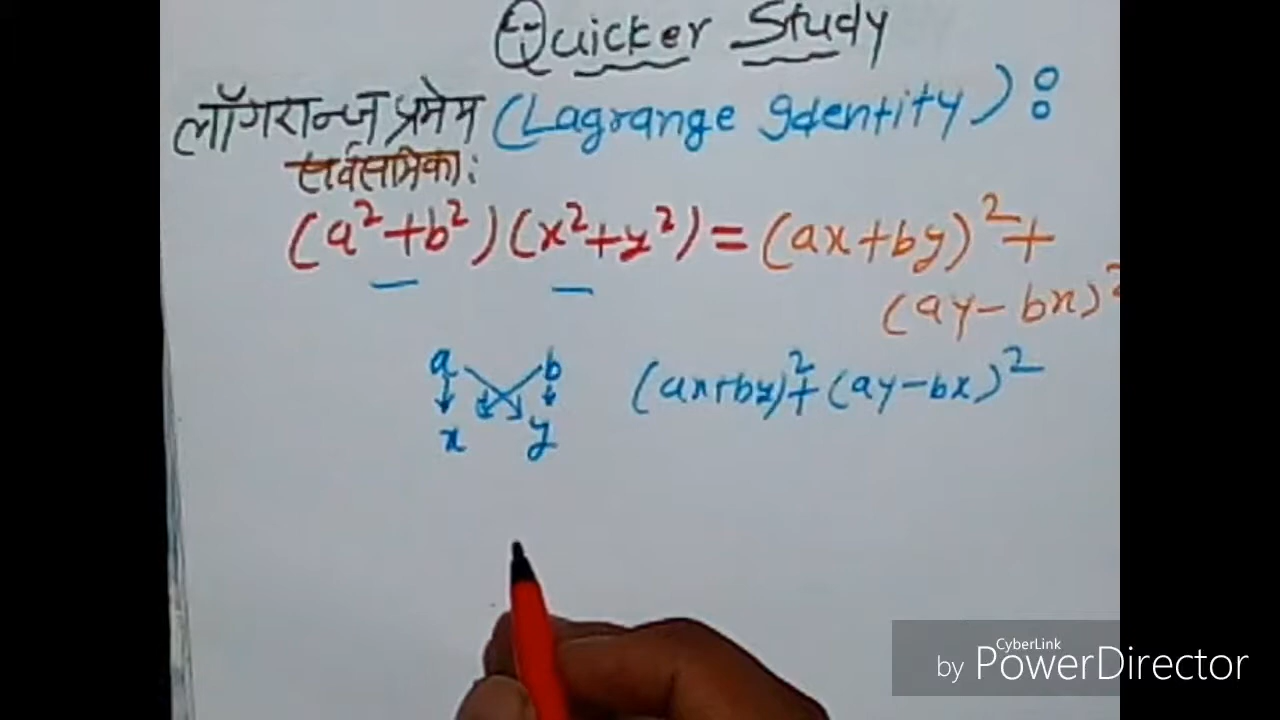 Quicker Study
लॉगरान्ज प्रमेय (Lagrange Identity) :
सर्वसमिका:
(a²+b²)(x²+y²)=(ax+by)²+
(ay-bx)²
a b (ax+by)²+(ay-bx)²
x y
CyberLink
by PowerDirector